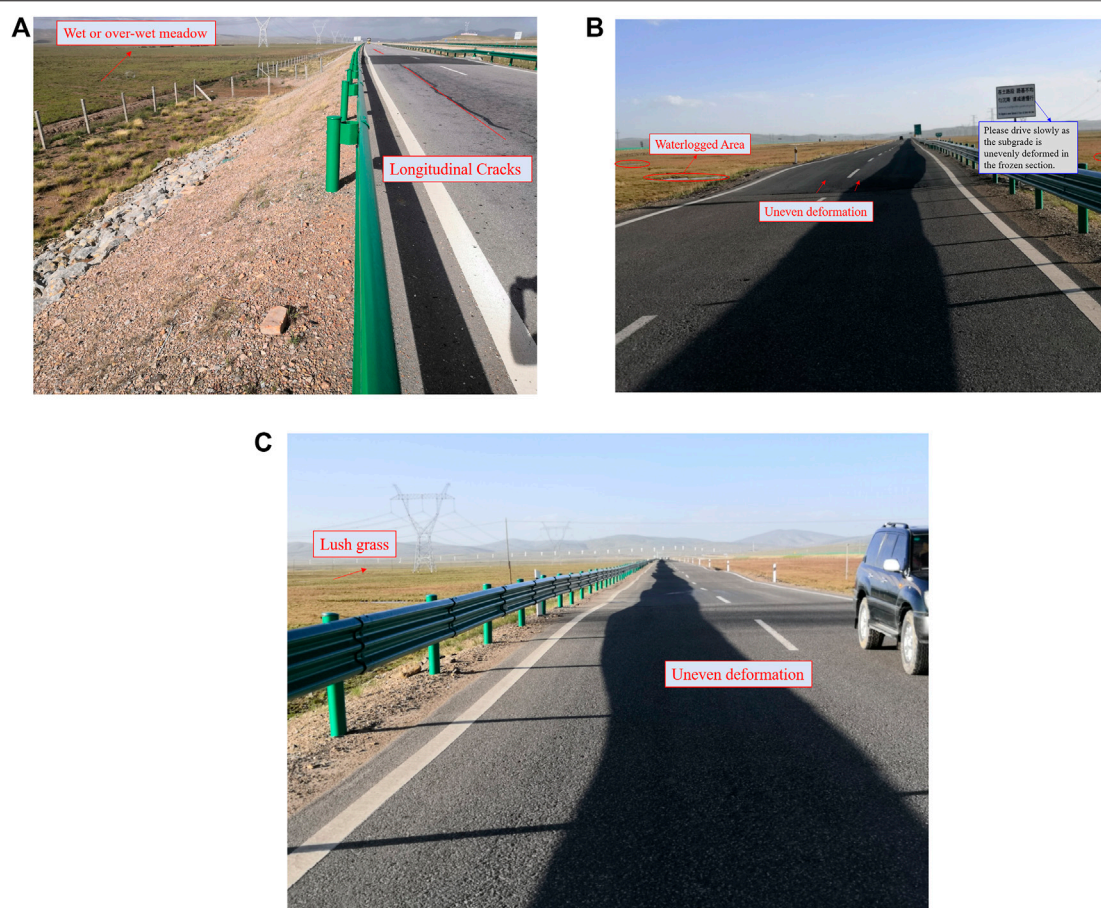 A
Wet or over-wet meadow
Longitudinal Cracks
B
Waterlogged Area
Uneven deformation
Please drive slowly as
the subgrade is
unevenly deformed in
the frozen section.
C
Lush grass
Uneven deformation